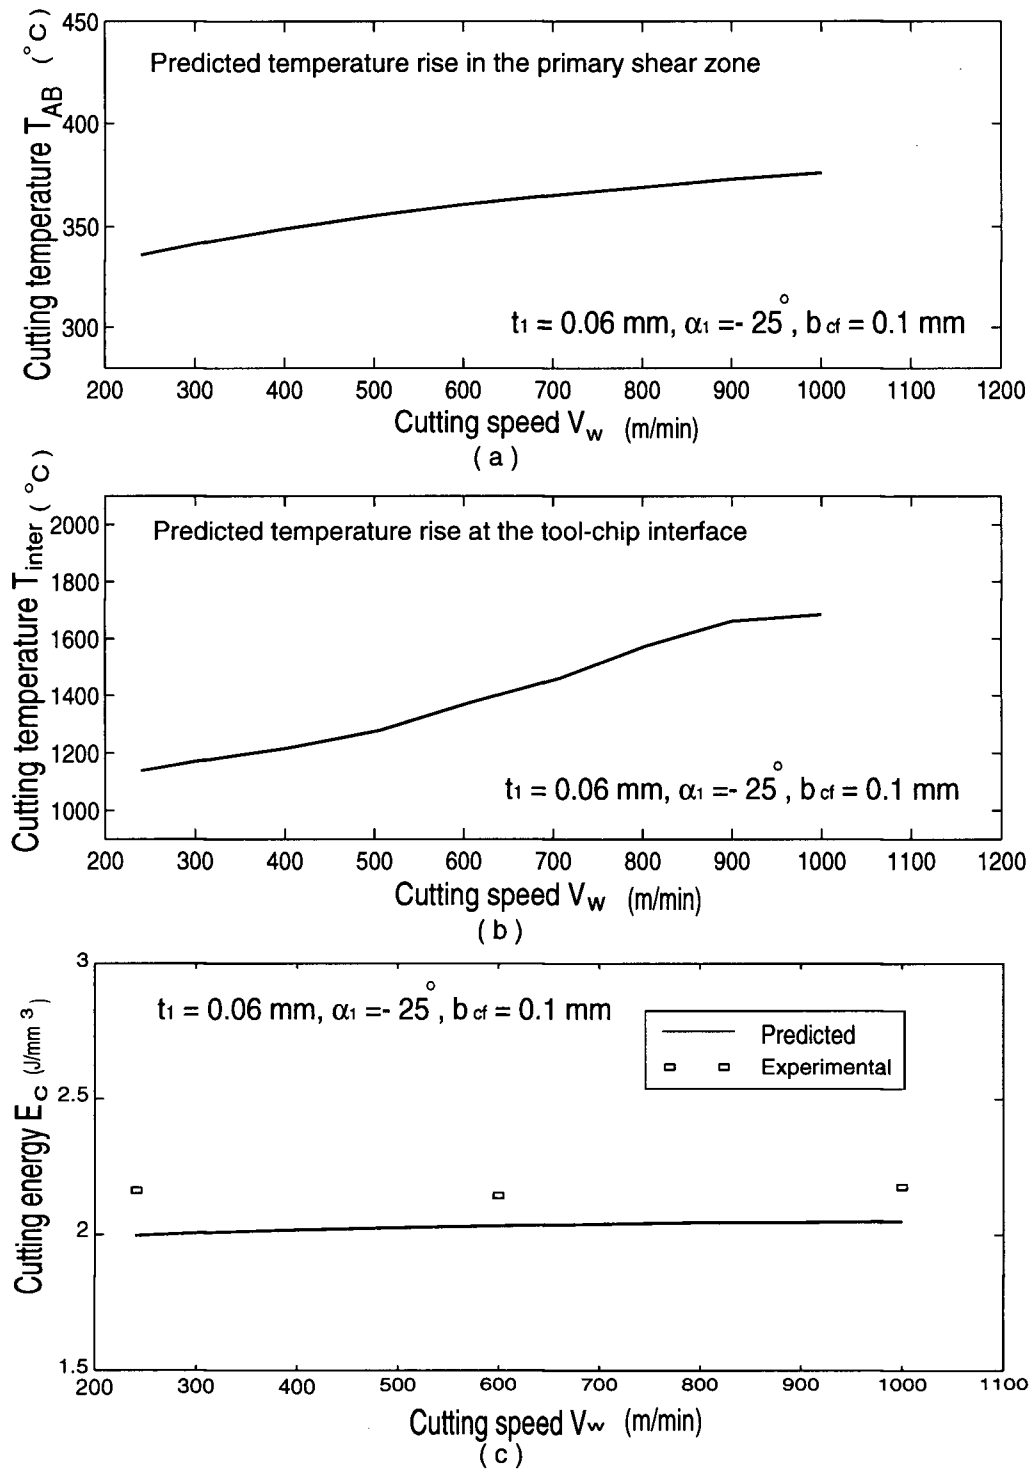 Cutting temperature T_AB (°C)
450
400
350
300
Predicted temperature rise in the primary shear zone
t1 = 0.06 mm, α1 =- 25°, b cf = 0.1 mm
200 300 400 500 600 700 800 900 1000 1100 1200
Cutting speed V_w (m/min)
( a )
Cutting temperature T_inter ( °C)
2000
1800
1600
1400
1200
1000
Predicted temperature rise at the tool-chip interface
t1 = 0.06 mm, α1 =- 25°, b cf = 0.1 mm
200 300 400 500 600 700 800 900 1000 1100 1200
Cutting speed V_w (m/min)
( b )
Cutting energy E_C (J/mm 3)
3
2.5
2
1.5
t1 = 0.06 mm, α1 =- 25°, b cf = 0.1 mm
Predicted
Experimental
200 300 400 500 600 700 800 900 1000 1100
Cutting speed V_w (m/min)
( c )